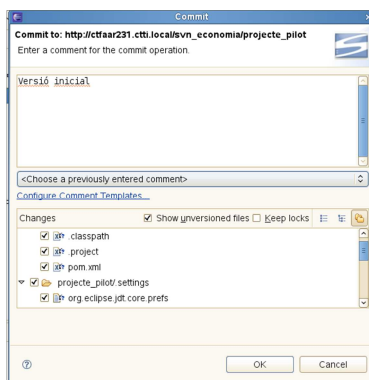 Commit
Commit to: http://ctfaar231.ctti.local/svn_economia/projecte_pilot
Enter a comment for the commit operation.
Versió inicial
<Choose a previously entered comment>
Configure Comment Templates...
Changes Show unversioned files Keep locks
.classpath
.project
pom.xml
projecte_pilot/.settings
org.eclipse.jdt.core.prefs
OK Cancel